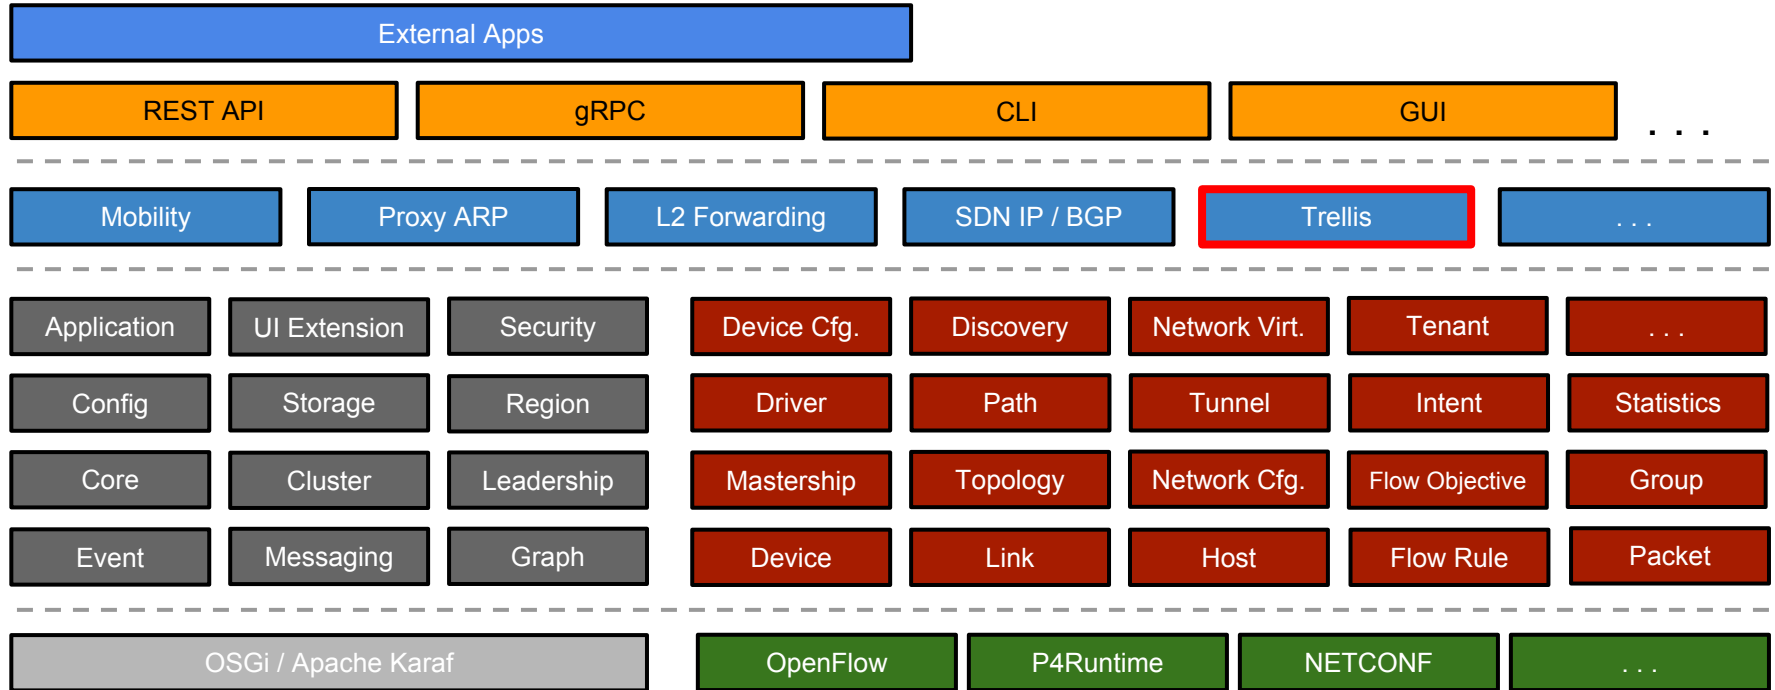 External Apps
REST API gRPC CLI GUI . . .
Mobility Proxy ARP L2 Forwarding SDN IP / BGP Trellis . . .
Application UI Extension Security Device Cfg. Discovery Network Virt. Tenant . . .
Config Storage Region Driver Path Tunnel Intent Statistics
Core Cluster Leadership Mastership Topology Network Cfg. Flow Objective Group
Event Messaging Graph Device Link Host Flow Rule Packet
OSGi / Apache Karaf OpenFlow P4Runtime NETCONF . . .